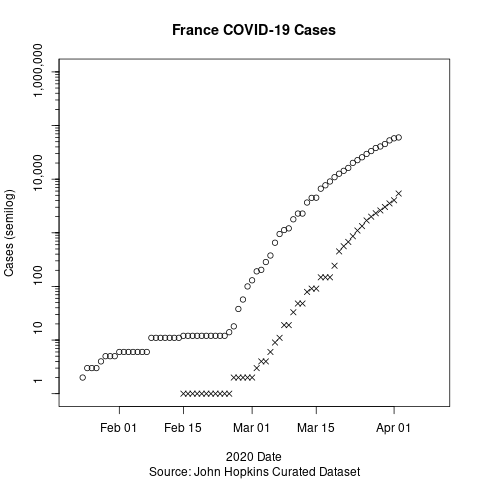 France COVID-19 Cases
Cases (semilog)
1,000,000
10,000
100
10
1
Feb 01
Feb 15
Mar 01
Mar 15
Apr 01
2020 Date
Source: John Hopkins Curated Dataset